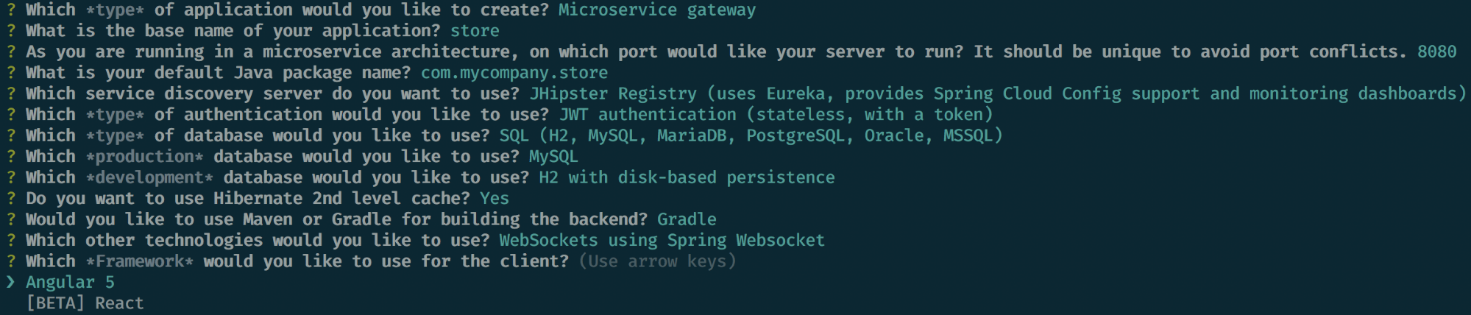 ? Which *type* of application would you like to create? Microservice gateway
? What is the base name of your application? store
? As you are running in a microservice architecture, on which port would like your server to run? It should be unique to avoid port conflicts. 8080
? What is your default Java package name? com.mycompany.store
? Which service discovery server do you want to use? JHipster Registry (uses Eureka, provides Spring Cloud Config support and monitoring dashboards)
? Which *type* of authentication would you like to use? JWT authentication (stateless, with a token)
? Which *type* of database would you like to use? SQL (H2, MySQL, MariaDB, PostgreSQL, Oracle, MSSQL)
? Which *production* database would you like to use? MySQL
? Which *development* database would you like to use? H2 with disk-based persistence
? Do you want to use Hibernate 2nd level cache? Yes
? Would you like to use Maven or Gradle for building the backend? Gradle
? Which other technologies would you like to use? WebSockets using Spring Websocket
? Which *Framework* would you like to use for the client? (Use arrow keys)
❯ Angular 5
[BETA] React